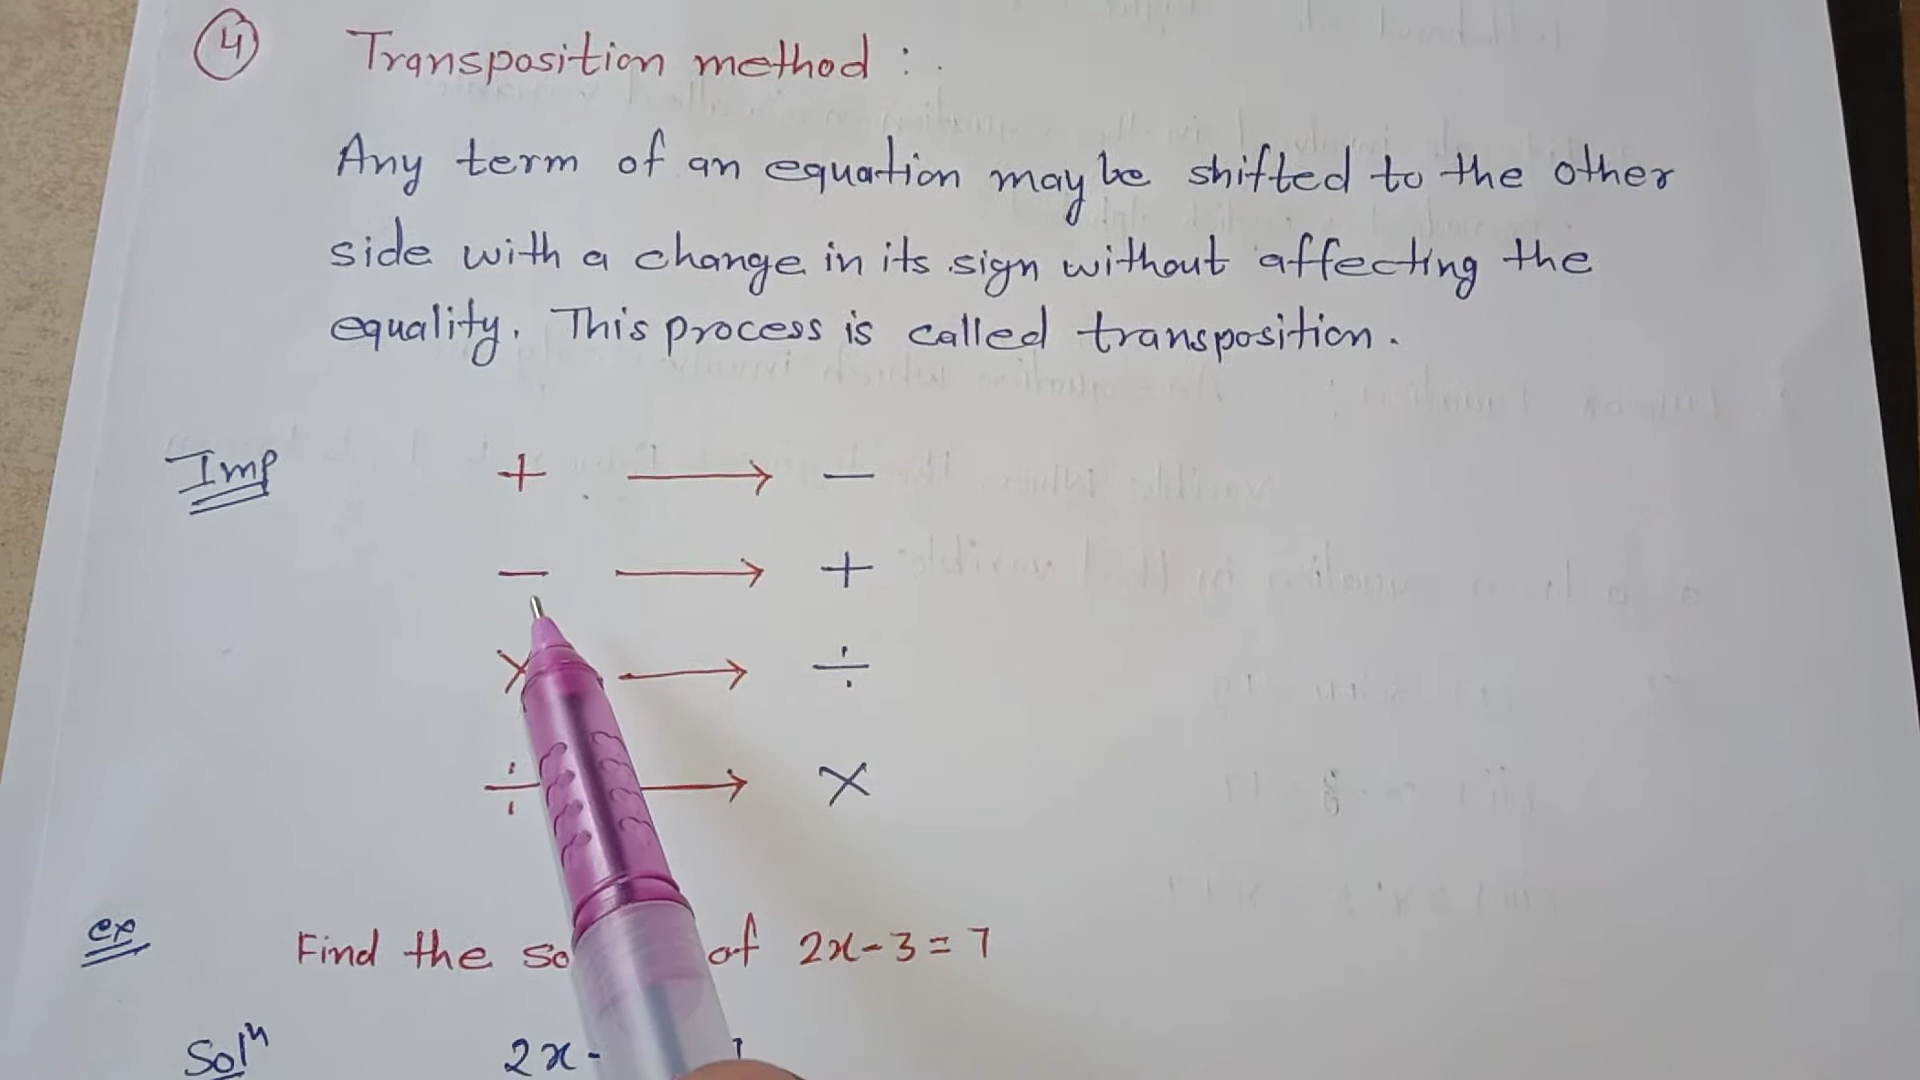 4 Transposition method :
Any term of an equation may be shifted to the other
side with a change in its sign without affecting the
equality. This process is called transposition.
Imp + → −
− → +
× → ÷
÷ → ×
ex Find the of 2x-3=7
Solⁿ 2x-